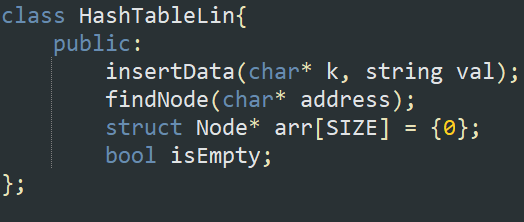 class HashTableLin{
    public:
        insertData(char* k, string val);
        findNode(char* address);
        struct Node* arr[SIZE] = {0};
        bool isEmpty;
};